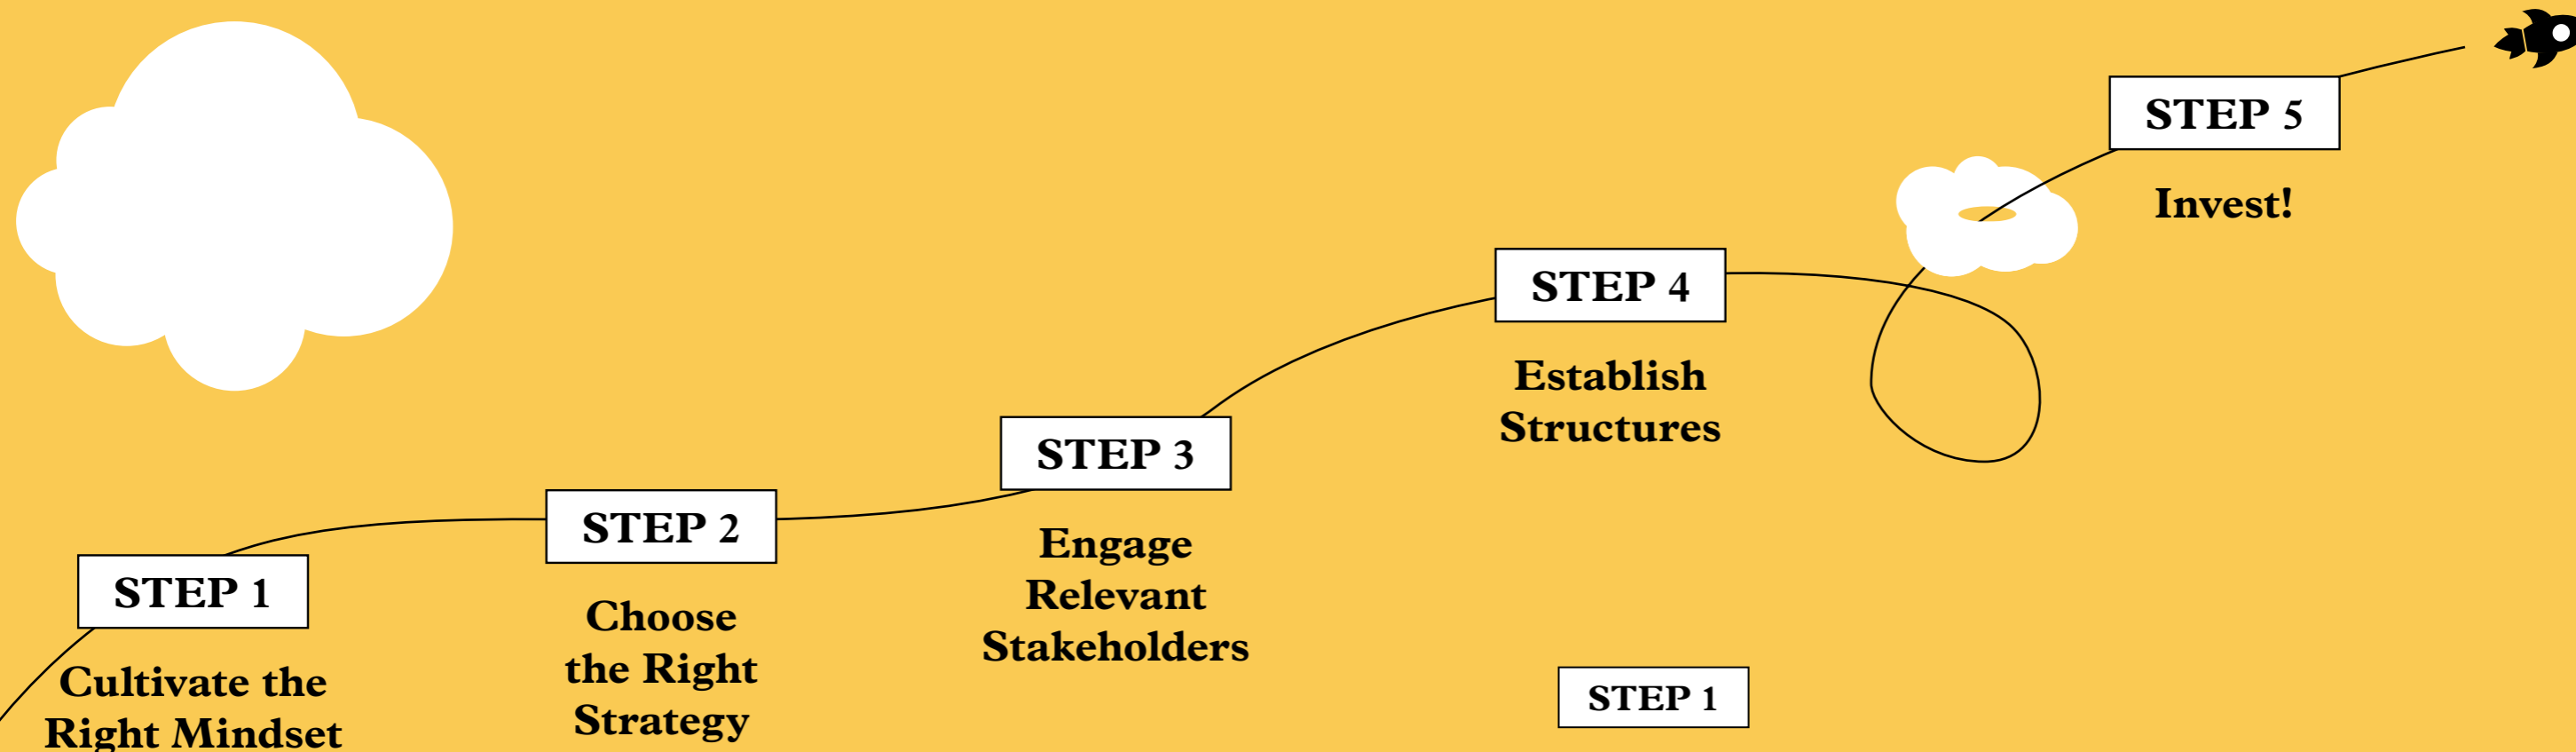 STEP 1
Cultivate the
Right Mindset
STEP 2
Choose
the Right
Strategy
STEP 3
Engage
Relevant
Stakeholders
STEP 4
Establish
Structures
STEP 5
Invest!
STEP 1